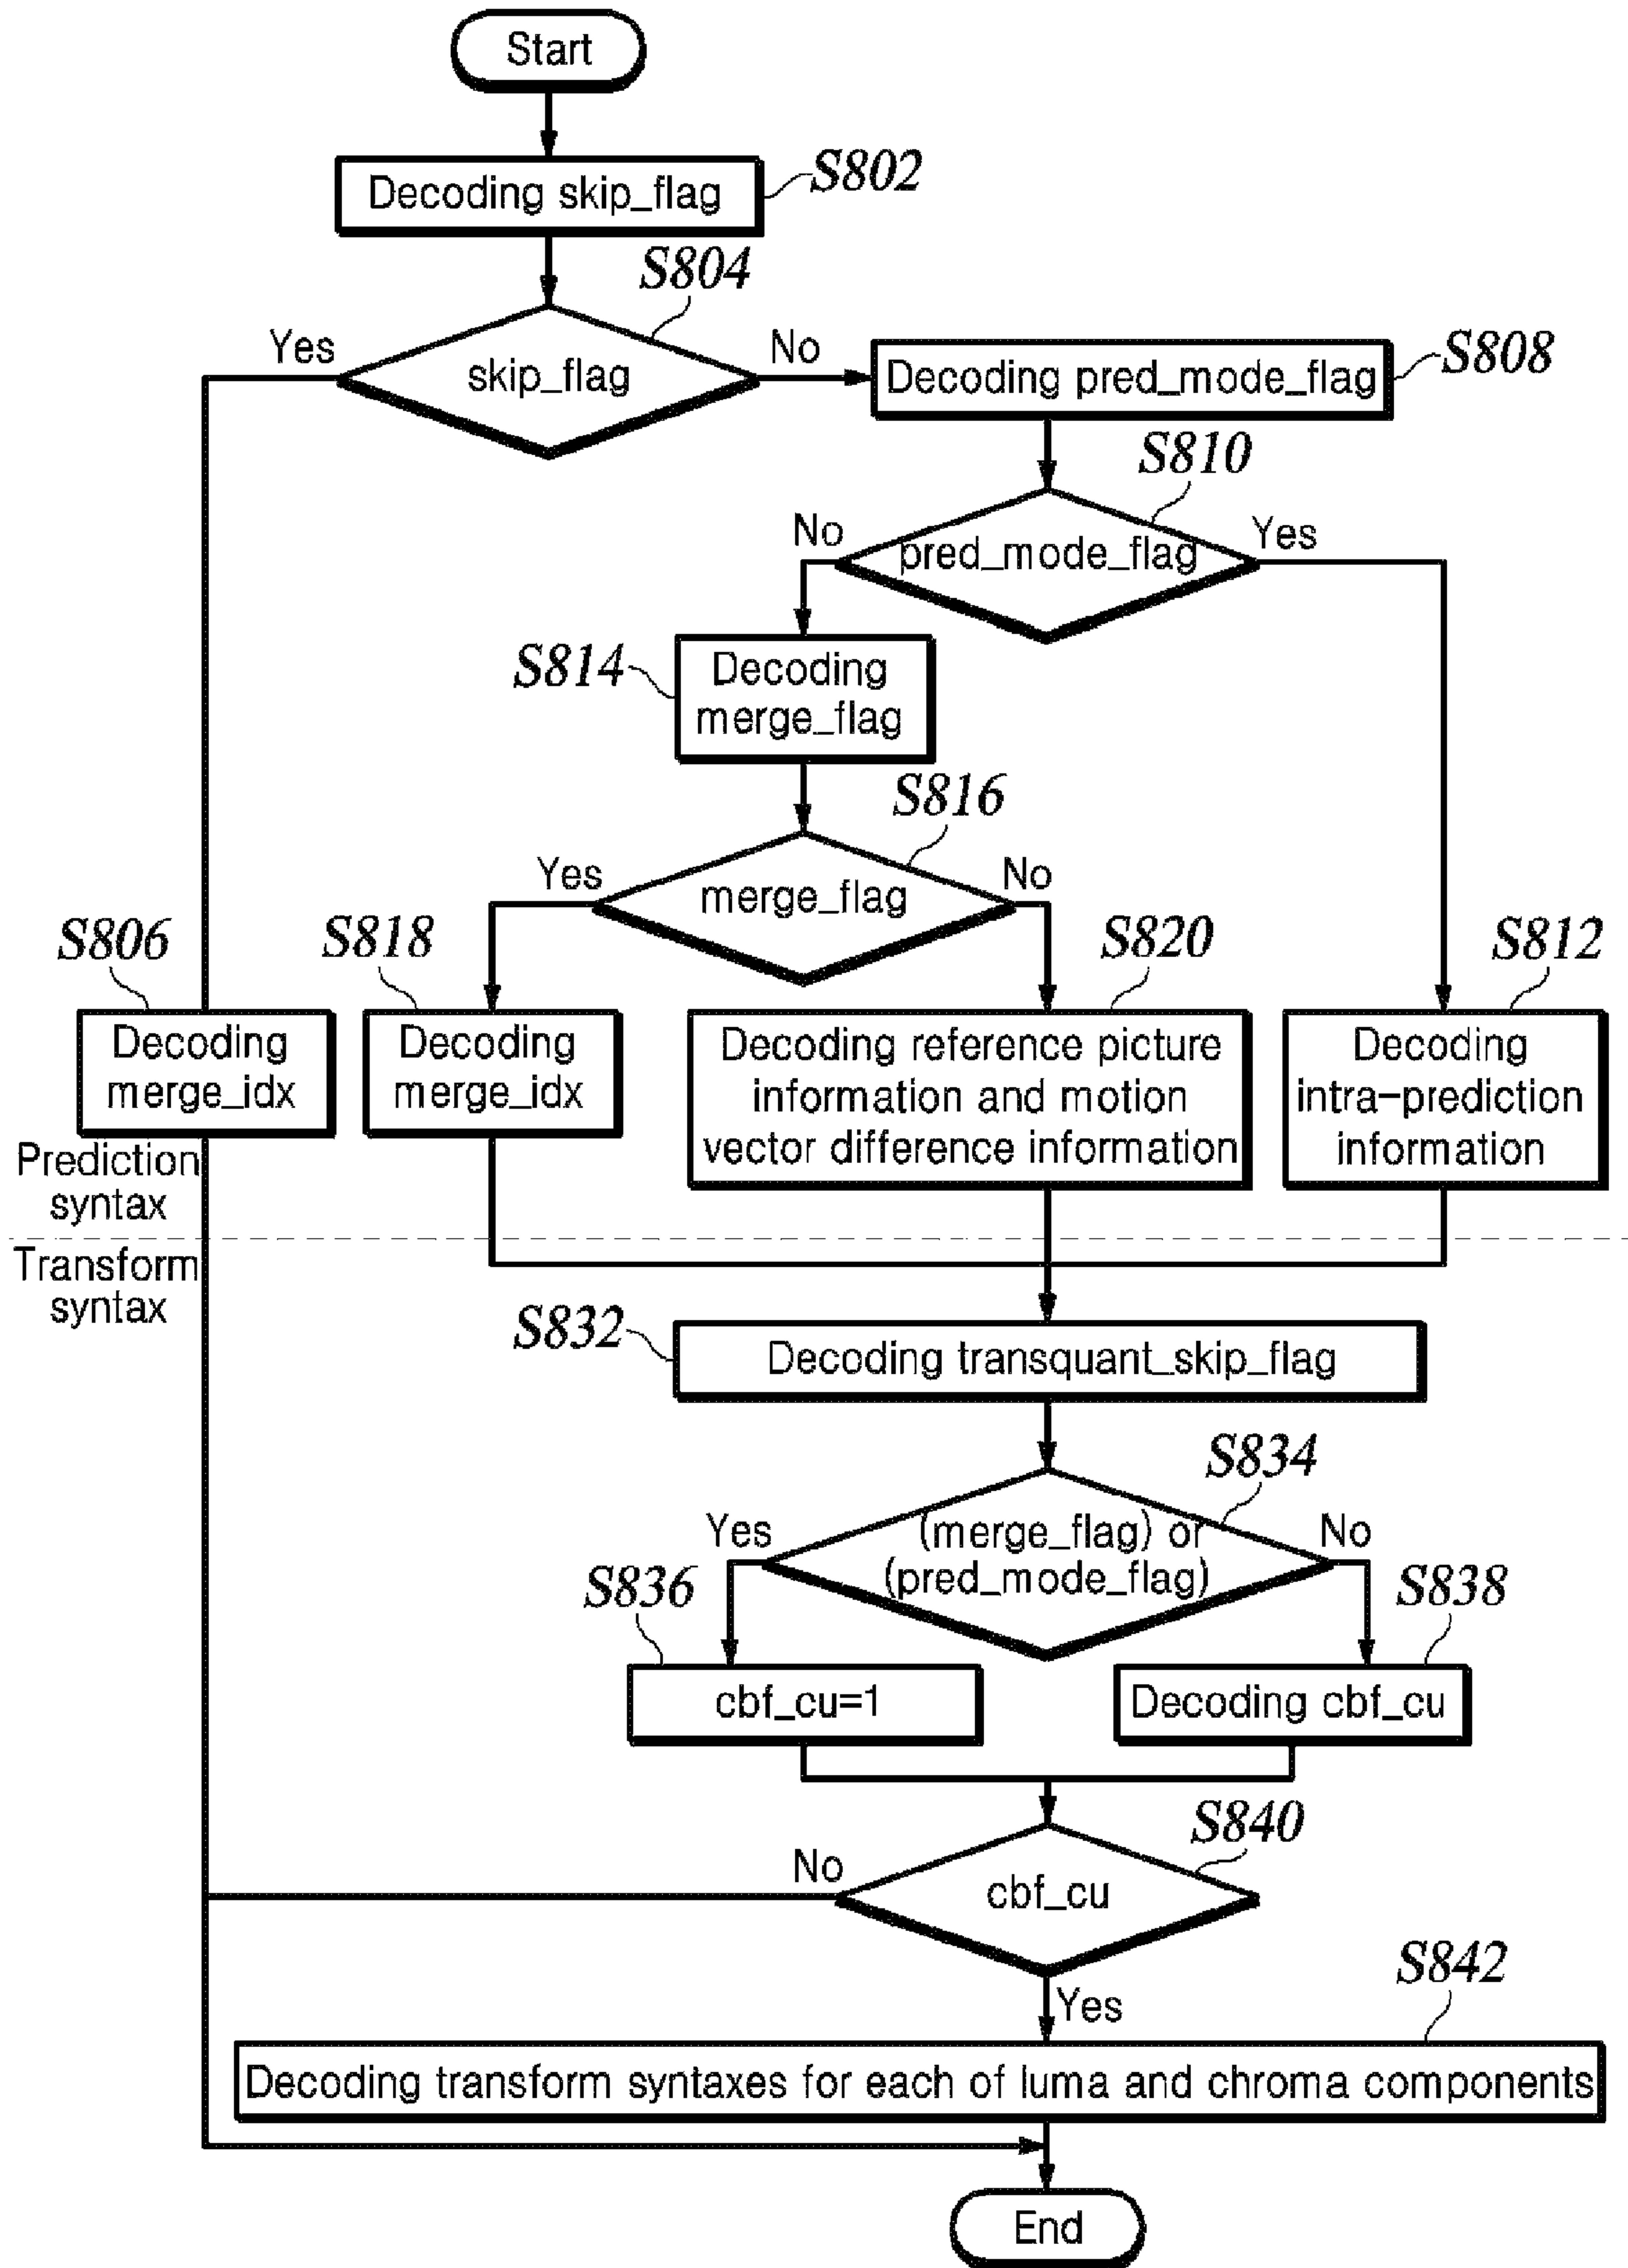 Start
Decoding skip_flag
S802
S804
Yes
skip_flag
No
Decoding pred_mode_flag
S808
S810
No
pred_mode_flag
Yes
S814
Decoding
merge_flag
S816
Yes
merge_flag
No
S806
Decoding
merge_idx
S818
Decoding
merge_idx
S820
Decoding reference picture
information and motion
vector difference information
S812
Decoding
intra-prediction
information
Prediction
syntax
Transform
syntax
S832
Decoding transquant_skip_flag
S834
Yes
(merge_flag) or
(pred_mode_flag)
No
S836
cbf_cu=1
S838
Decoding cbf_cu
S840
No
cbf_cu
Yes
S842
Decoding transform syntaxes for each of luma and chroma components
End